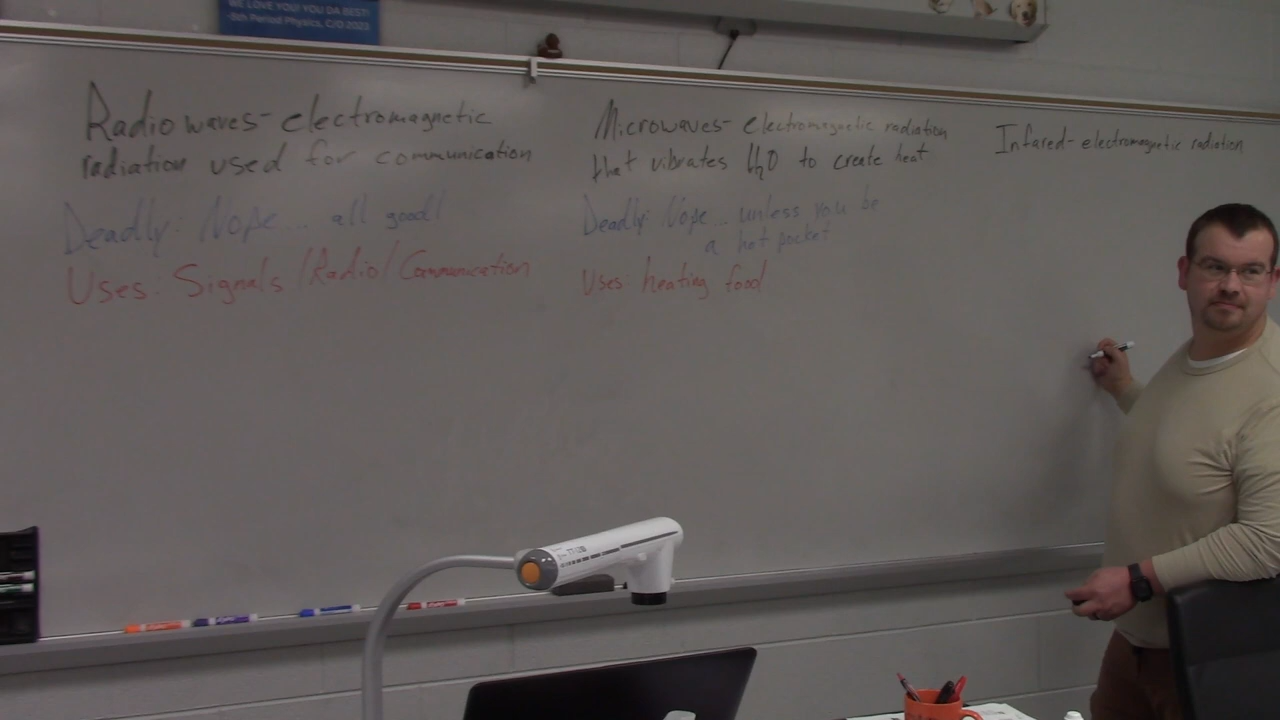 WE LOVE YOU! YOU DA BEST!
-8th Period Physics, C/O 2023
Radiowaves- electromagnetic
radiation used for communication
Deadly: Nope... all good!
Uses: Signals/Radio/Communication
Microwaves- electromagnetic radiation
that vibrates H2O to create heat
Deadly: Nope... unless you be
a hot pocket
Uses: heating food
Infared- electromagnetic radiation